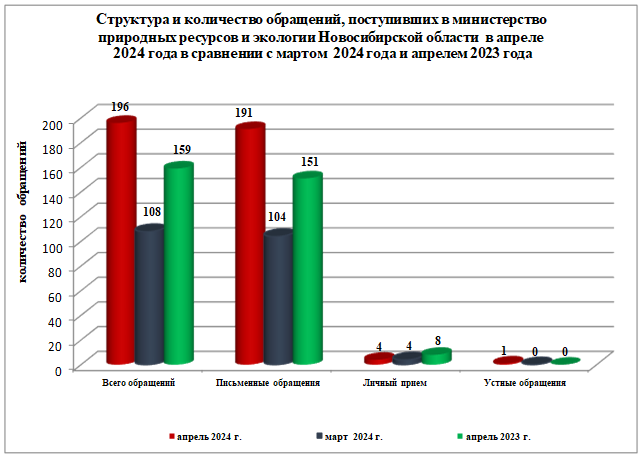 Структура и количество обращений, поступивших в министерство
природных ресурсов и экологии Новосибирской области в апреле
2024 года в сравнении с мартом 2024 года и апрелем 2023 года
количество обращений
200
180
160
140
120
100
80
60
40
20
0
196
108
159
191
104
151
4
4
8
1
0
0
Всего обращений
Письменные обращения
Личный прием
Устные обращения
апрель 2024 г.
март 2024 г.
апрель 2023 г.